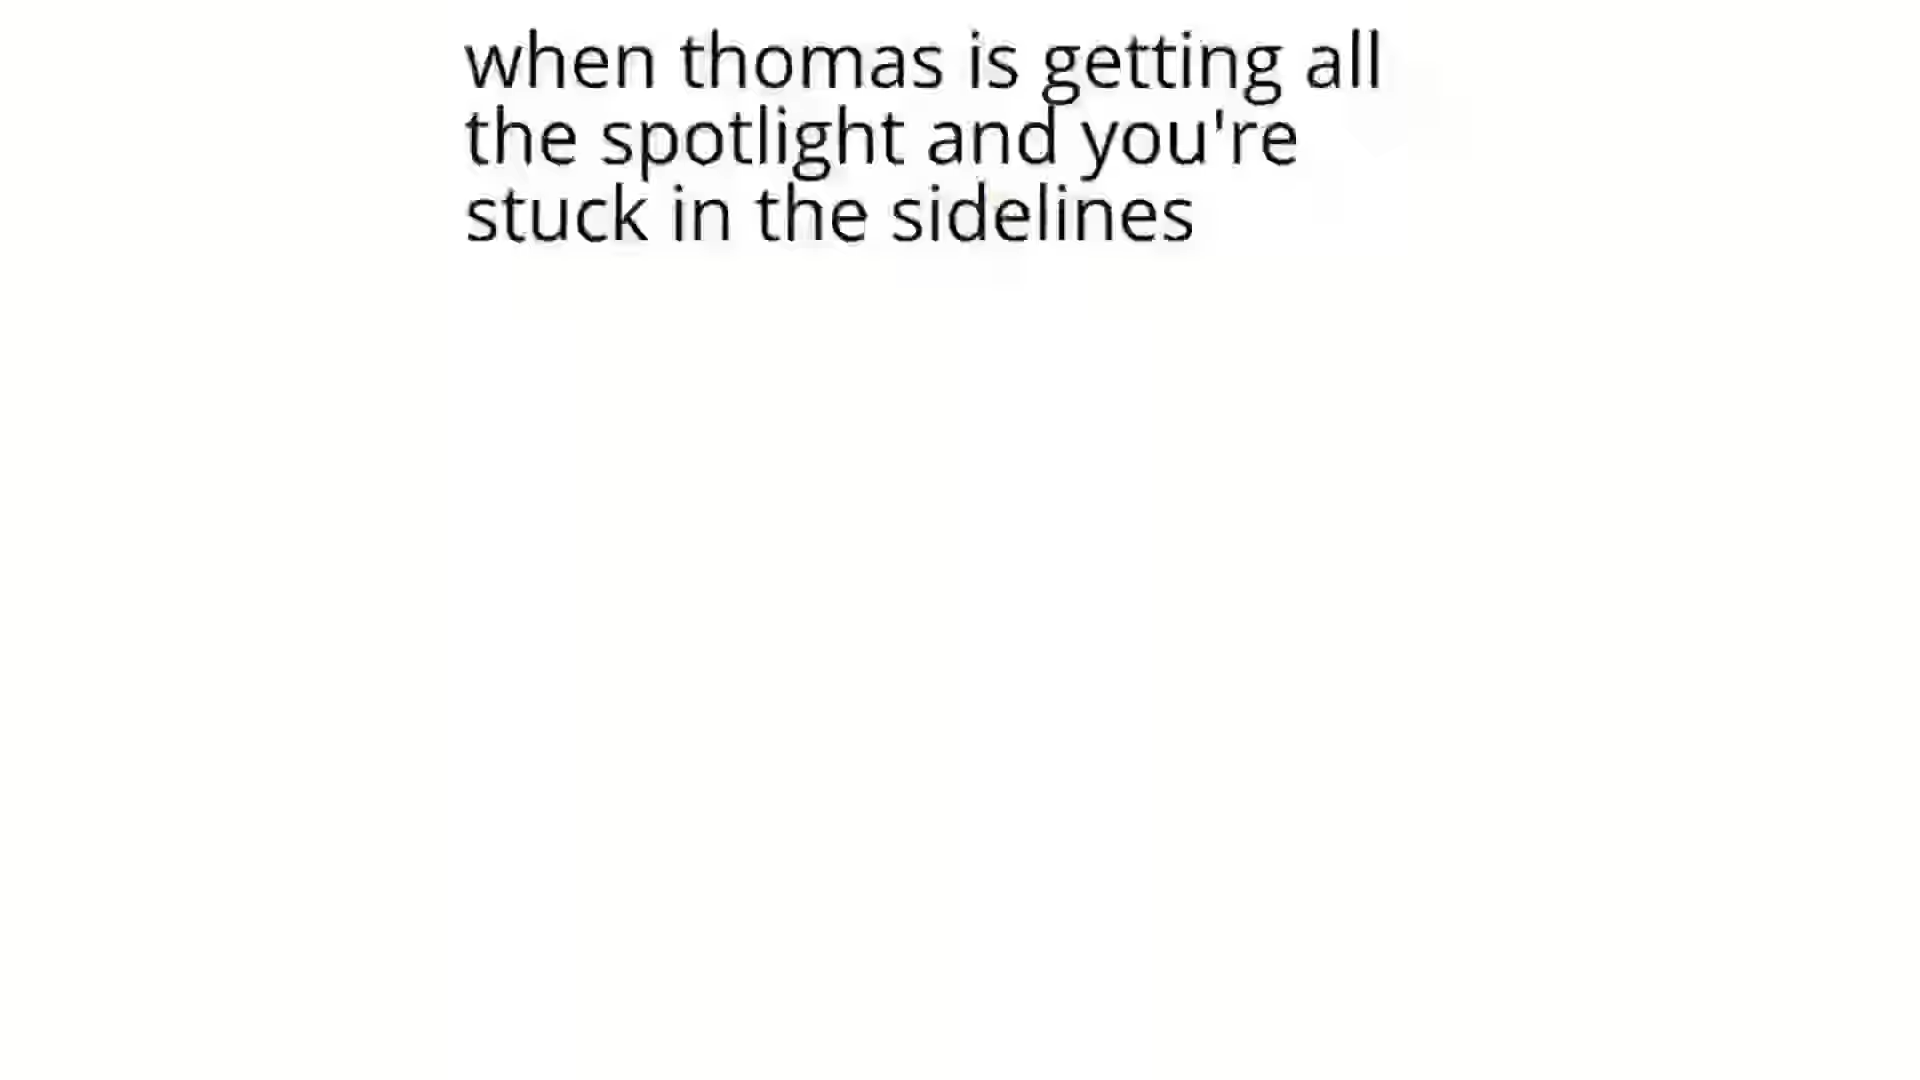 when thomas is getting all
the spotlight and you're
stuck in the sidelines